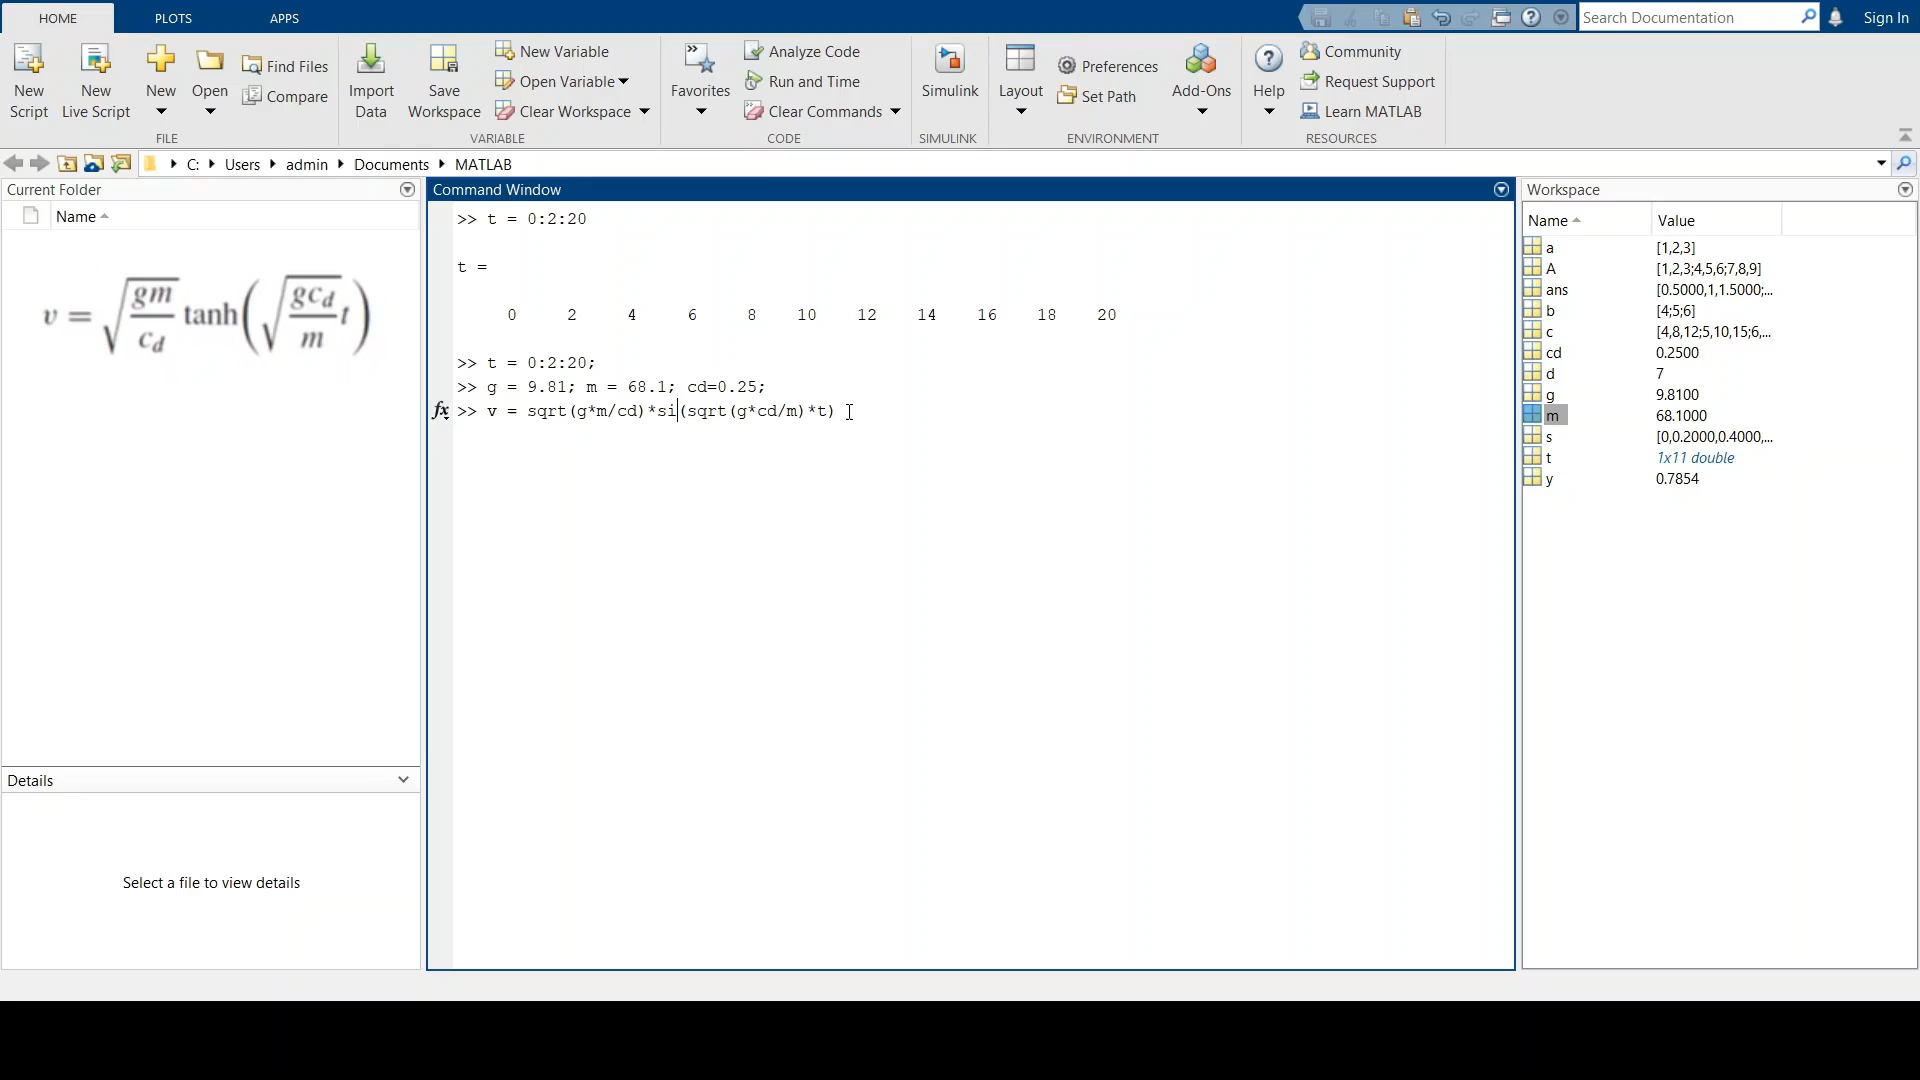 HOME PLOTS APPS
Search Documentation
Sign In
New Script
New Live Script
New
Open
Find Files
Compare
FILE
Import Data
Save Workspace
New Variable
Open Variable
Clear Workspace
VARIABLE
Favorites
Analyze Code
Run and Time
Clear Commands
CODE
Simulink
SIMULINK
Layout
Preferences
Set Path
Add-Ons
ENVIRONMENT
Help
Community
Request Support
Learn MATLAB
RESOURCES
C: Users admin Documents MATLAB
Current Folder
Name
v = √(gm/c_d) tanh(√(gc_d/m) t)
Details
Select a file to view details
Command Window
>> t = 0:2:20
t =
0 2 4 6 8 10 12 14 16 18 20
>> t = 0:2:20;
>> g = 9.81; m = 68.1; cd=0.25;
fx >> v = sqrt(g*m/cd)*si(sqrt(g*cd/m)*t)
Workspace
Name Value
a [1,2,3]
A [1,2,3;4,5,6;7,8,9]
ans [0.5000,1,1.5000;...
b [4;5;6]
c [4,8,12;5,10,15;6,...
cd 0.2500
d 7
g 9.8100
m 68.1000
s [0,0.2000,0.4000,...
t 1x11 double
y 0.7854